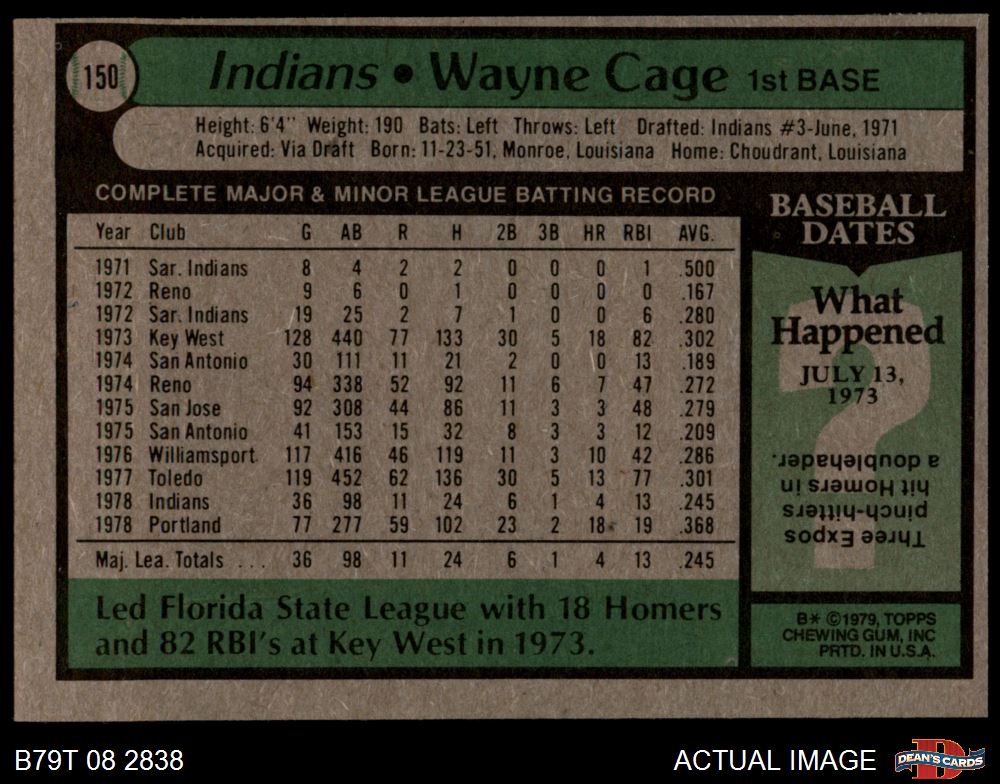 150
Indians • Wayne Cage 1st BASE
Height: 6'4" Weight: 190 Bats: Left Throws: Left Drafted: Indians #3-June, 1971
Acquired: Via Draft Born: 11-23-51, Monroe, Louisiana Home: Choudrant, Louisiana
COMPLETE MAJOR & MINOR LEAGUE BATTING RECORD
Year Club G AB R H 2B 3B HR RBI AVG.
1971 Sar. Indians 8 4 2 2 0 0 0 1 .500
1972 Reno 9 6 0 1 0 0 0 0 .167
1972 Sar. Indians 19 25 2 7 1 0 0 6 .280
1973 Key West 128 440 77 133 30 5 18 82 .302
1974 San Antonio 30 111 11 21 2 0 0 13 .189
1974 Reno 94 338 52 92 11 6 7 47 .272
1975 San Jose 92 308 44 86 11 3 3 48 .279
1975 San Antonio 41 153 15 32 8 3 3 12 .209
1976 Williamsport 117 416 46 119 11 3 10 42 .286
1977 Toledo 119 452 62 136 30 5 13 77 .301
1978 Indians 36 98 11 24 6 1 4 13 .245
1978 Portland 77 277 59 102 23 2 18 19 .368
Maj. Lea. Totals ... 36 98 11 24 6 1 4 13 .245
Led Florida State League with 18 Homers
and 82 RBI's at Key West in 1973.
BASEBALL
DATES
What
Happened
JULY 13,
1973
?
Three Expos
pinch-hitters
hit Homers in
a doubleheader.
B* ©1979, TOPPS
CHEWING GUM, INC
PRTD. IN U.S.A.
B79T 08 2838
ACTUAL IMAGE
D
DEAN'S CARDS